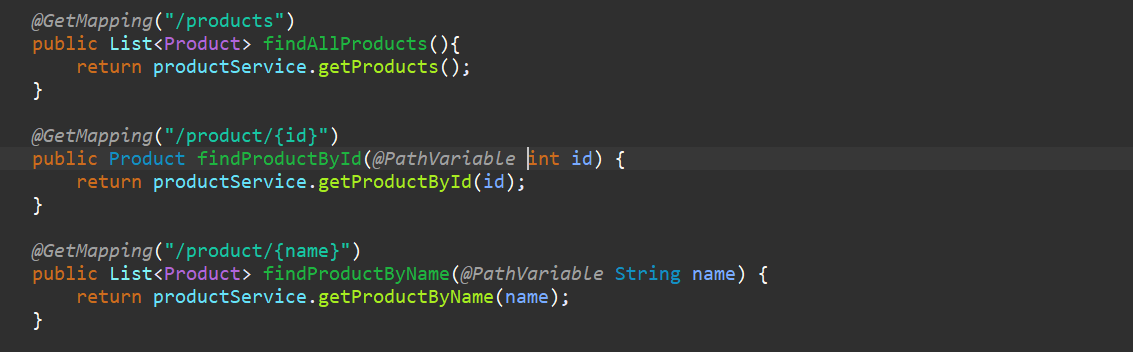 @GetMapping("/products")
public List<Product> findAllProducts(){
    return productService.getProducts();
}
@GetMapping("/product/{id}")
public Product findProductById(@PathVariable int id) {
    return productService.getProductById(id);
}
@GetMapping("/product/{name}")
public List<Product> findProductByName(@PathVariable String name) {
    return productService.getProductByName(name);
}